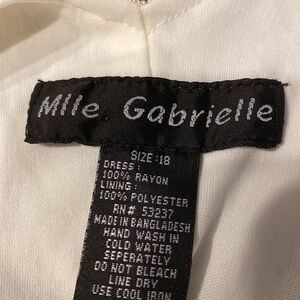 Mlle Gabrielle
SIZE:18
DRESS:
100% RAYON
LINING:
100% POLYESTER
RN# 53237
MADE IN BANGLADESH
HAND WASH IN
COLD WATER
SEPERATELY
DO NOT BLEACH
LINE DRY
USE COOL IRON